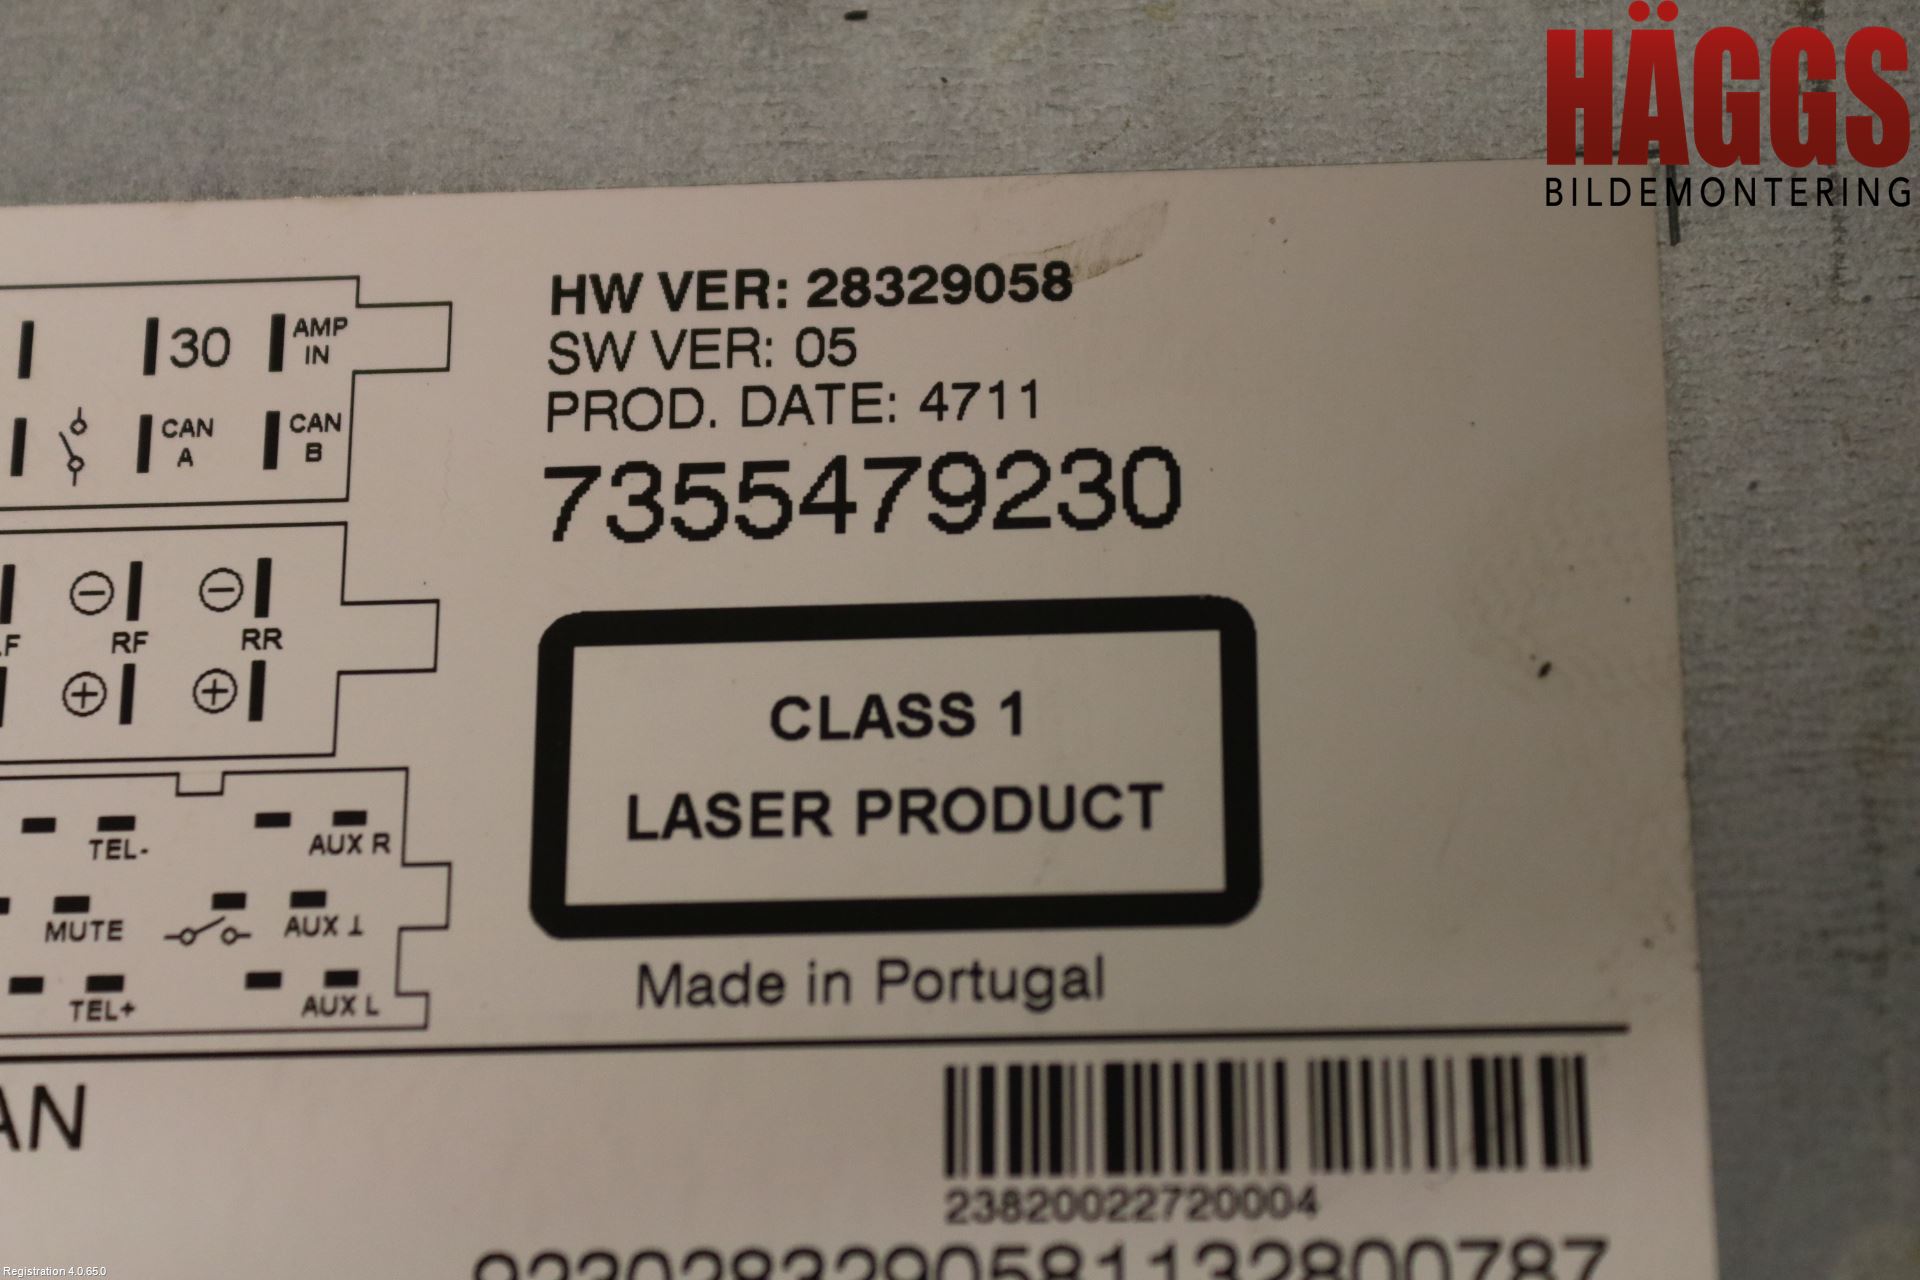 HÄGGS
BILDEMONTERING
HW VER: 28329058
SW VER: 05
PROD. DATE: 4711
7355479230
30
AMP
IN
CAN
A
CAN
B
RF
RR
CLASS 1
LASER PRODUCT
TEL-
AUX R
MUTE
AUX ⊥
TEL+
AUX L
Made in Portugal
AN
23820022720004
92302832905811132800787
Registration 4.0.65.0